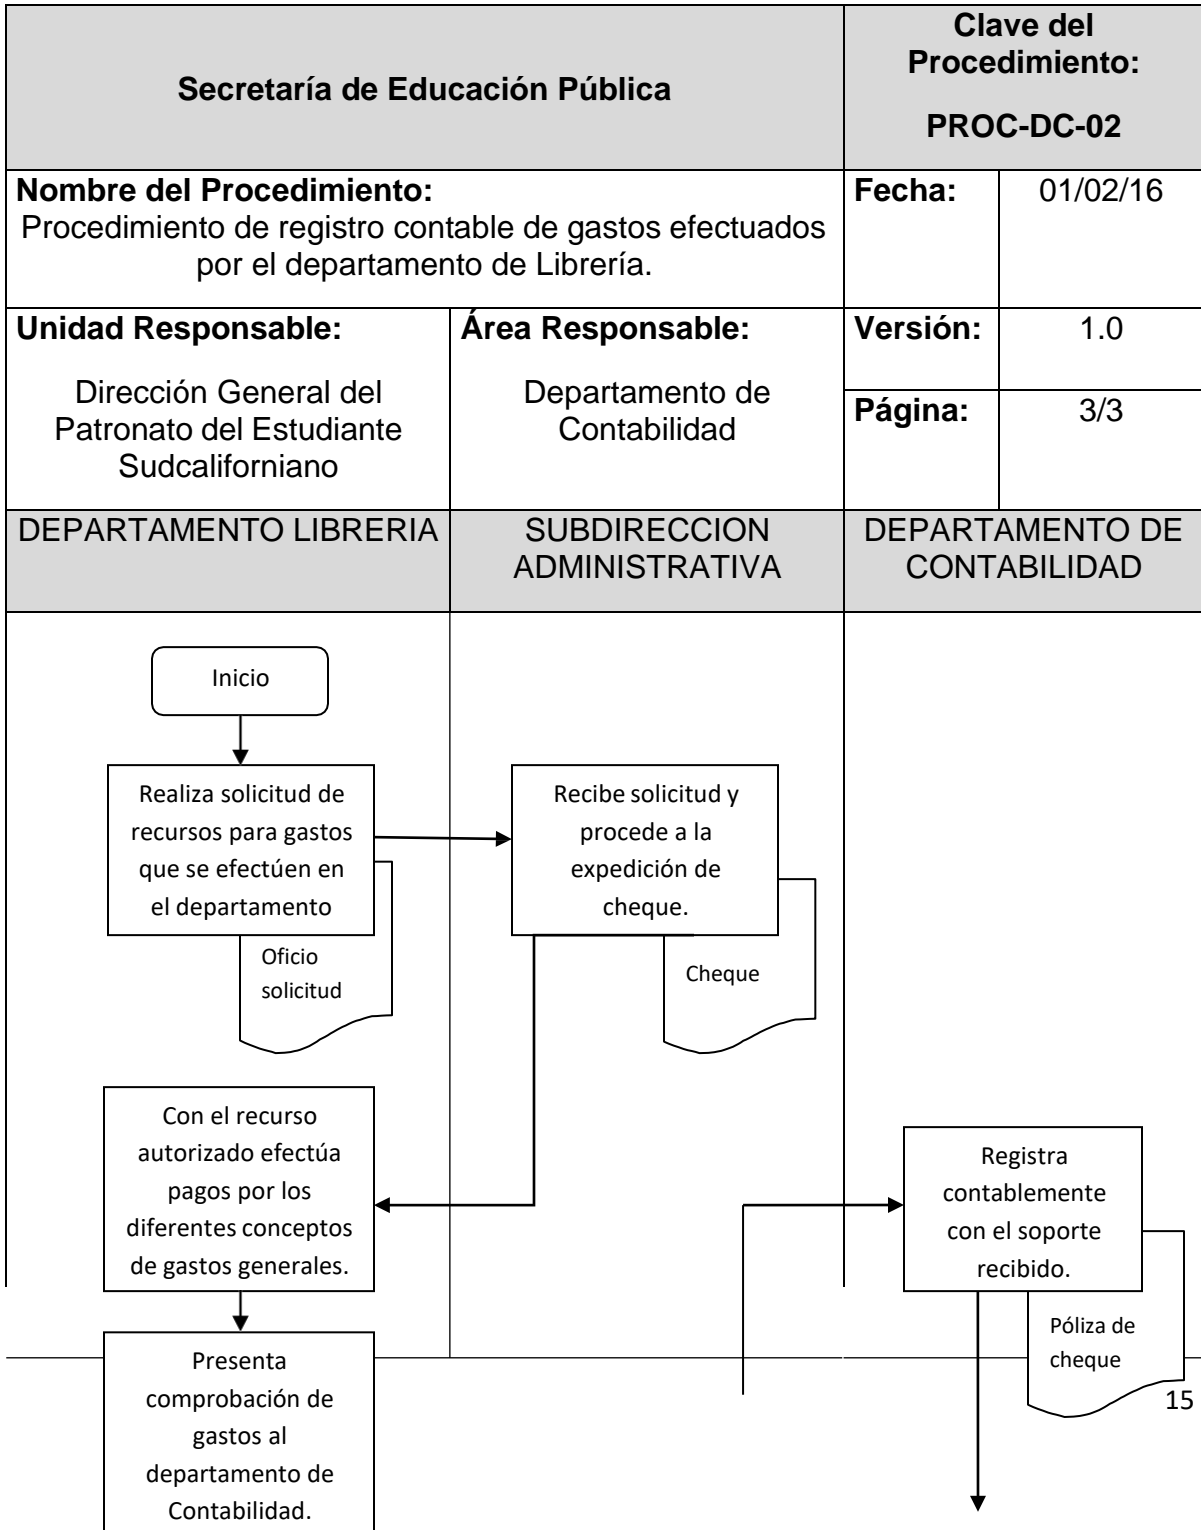 Secretaría de Educación Pública
Clave del
Procedimiento:
PROC-DC-02
Nombre del Procedimiento:
Procedimiento de registro contable de gastos efectuados
por el departamento de Librería.
Fecha:
01/02/16
Unidad Responsable:
Dirección General del
Patronato del Estudiante
Sudcaliforniano
Área Responsable:
Departamento de
Contabilidad
Versión:
1.0
Página:
3/3
DEPARTAMENTO LIBRERIA
SUBDIRECCION
ADMINISTRATIVA
DEPARTAMENTO DE
CONTABILIDAD
Inicio
Realiza solicitud de
recursos para gastos
que se efectúen en
el departamento
Oficio
solicitud
Recibe solicitud y
procede a la
expedición de
cheque.
Cheque
Con el recurso
autorizado efectúa
pagos por los
diferentes conceptos
de gastos generales.
Registra
contablemente
con el soporte
recibido.
Póliza de
cheque
Presenta
comprobación de
gastos al
departamento de
Contabilidad.
15